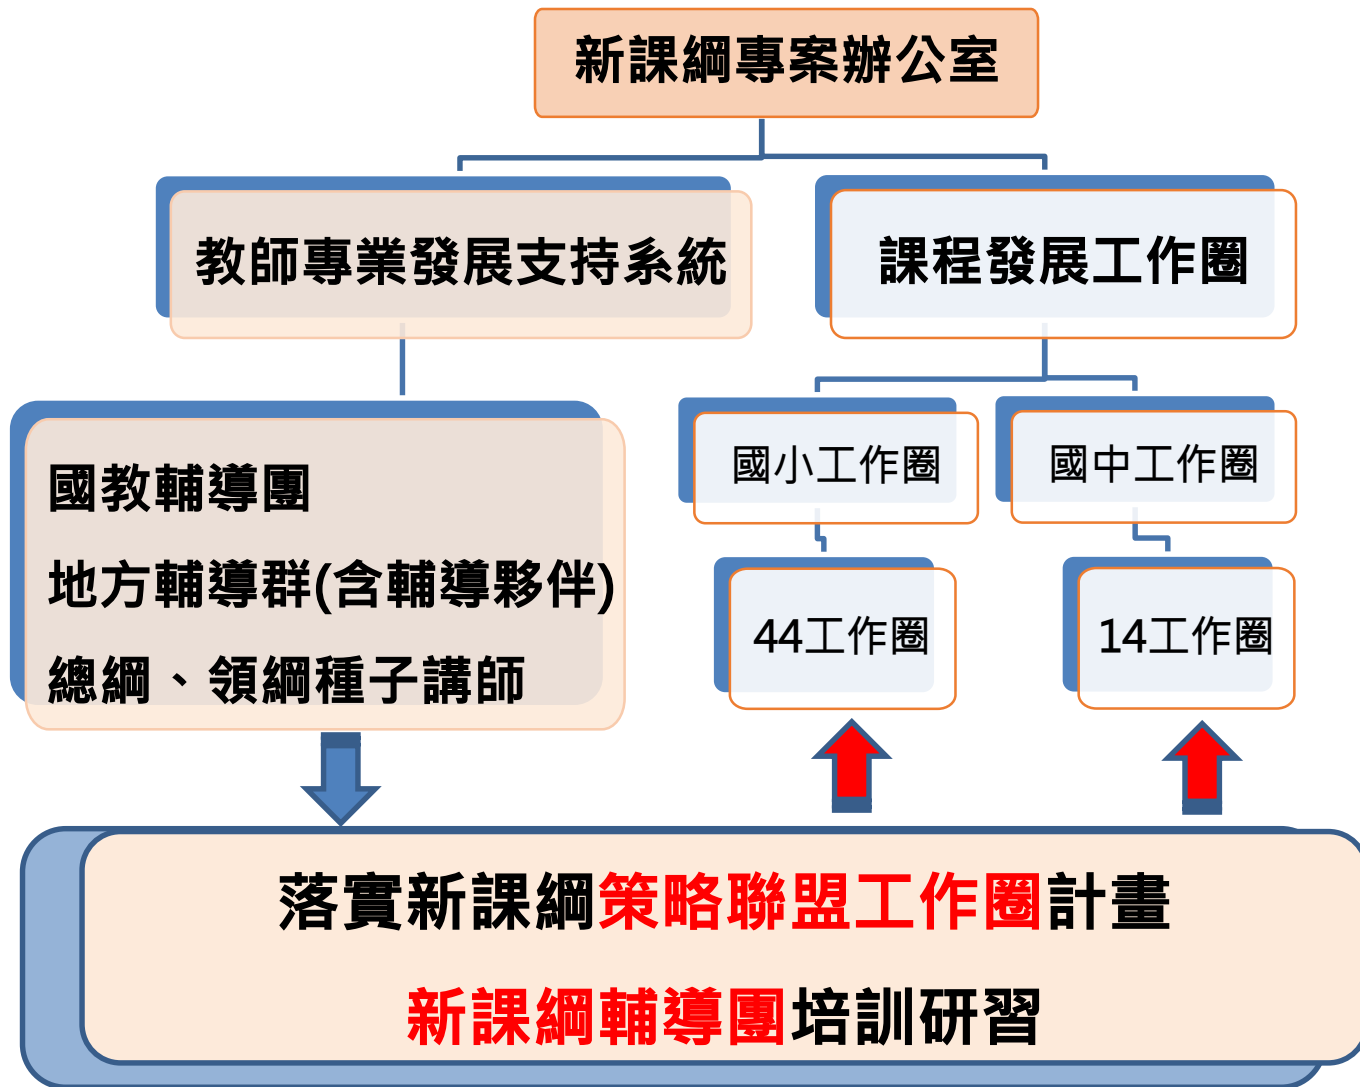 新課綱專案辦公室
教師專業發展支持系統
課程發展工作圈
國教輔導團
地方輔導群(含輔導夥伴)
總綱、領綱種子講師
國小工作圈
國中工作圈
44工作圈
14工作圈
落實新課綱策略聯盟工作圈計畫
新課綱輔導團培訓研習